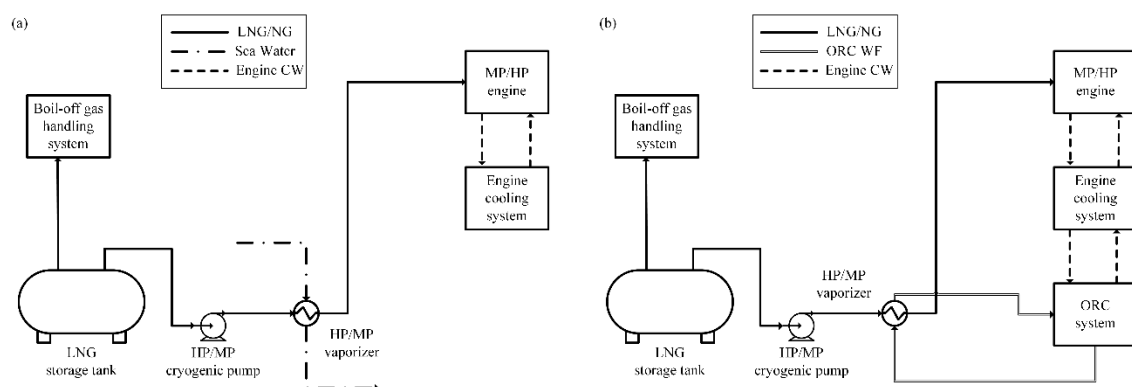 (a)
LNG/NG
Sea Water
Engine CW
MP/HP
engine
Boil-off gas
handling
system
Engine
cooling
system
HP/MP
vaporizer
LNG
storage tank
HP/MP
cryogenic pump
(b)
LNG/NG
ORC WF
Engine CW
MP/HP
engine
Boil-off gas
handling
system
Engine
cooling
system
HP/MP
vaporizer
ORC
system
LNG
storage tank
HP/MP
cryogenic pump